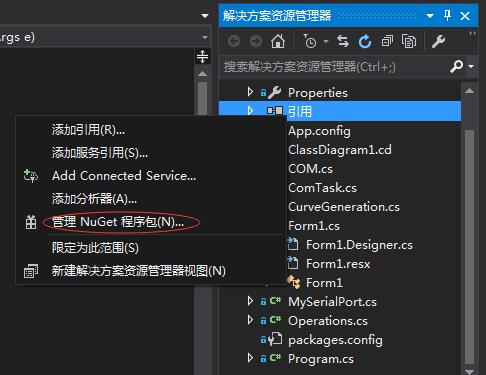 解决方案资源管理器
Args e)
搜索解决方案资源管理器(Ctrl+;)
Properties
引用
App.config
ClassDiagram1.cd
COM.cs
ComTask.cs
CurveGeneration.cs
Form1.cs
Form1.Designer.cs
Form1.resx
Form1
MySerialPort.cs
Operations.cs
packages.config
Program.cs
添加引用(R)...
添加服务引用(S)...
Add Connected Service...
添加分析器(A)...
管理 NuGet 程序包(N)...
限定为此范围(S)
新建解决方案资源管理器视图(N)